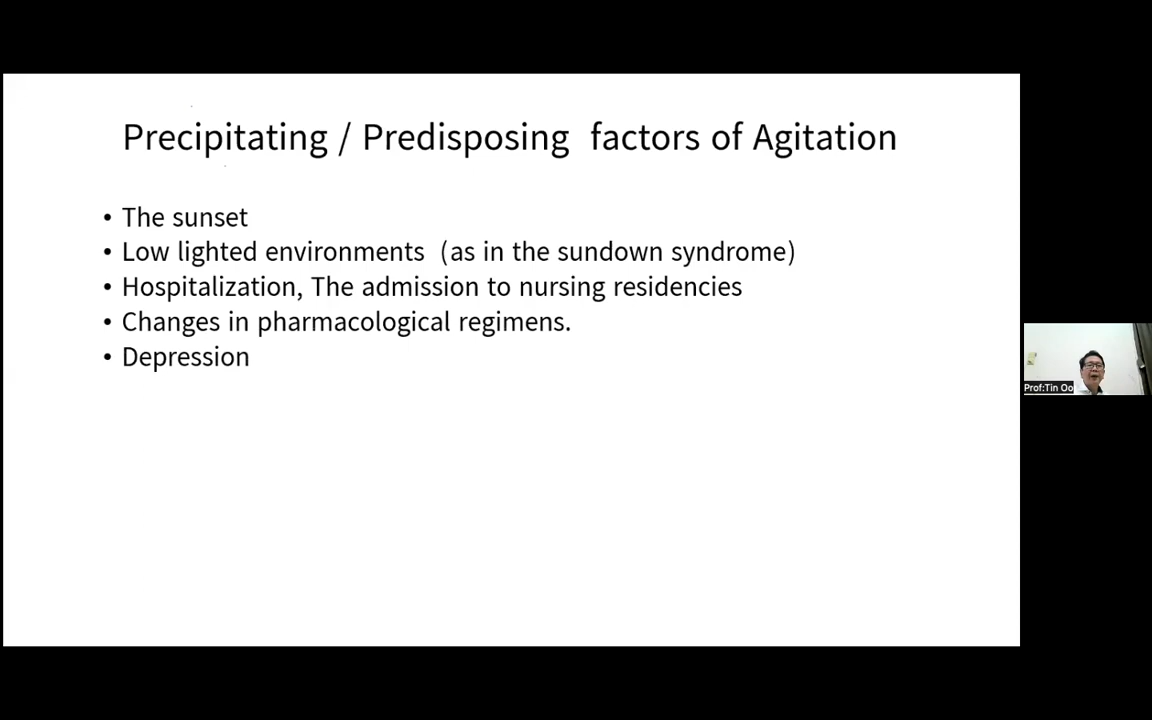 Precipitating / Predisposing factors of Agitation
• The sunset
• Low lighted environments (as in the sundown syndrome)
• Hospitalization, The admission to nursing residencies
• Changes in pharmacological regimens.
• Depression
Prof:Tin Oo